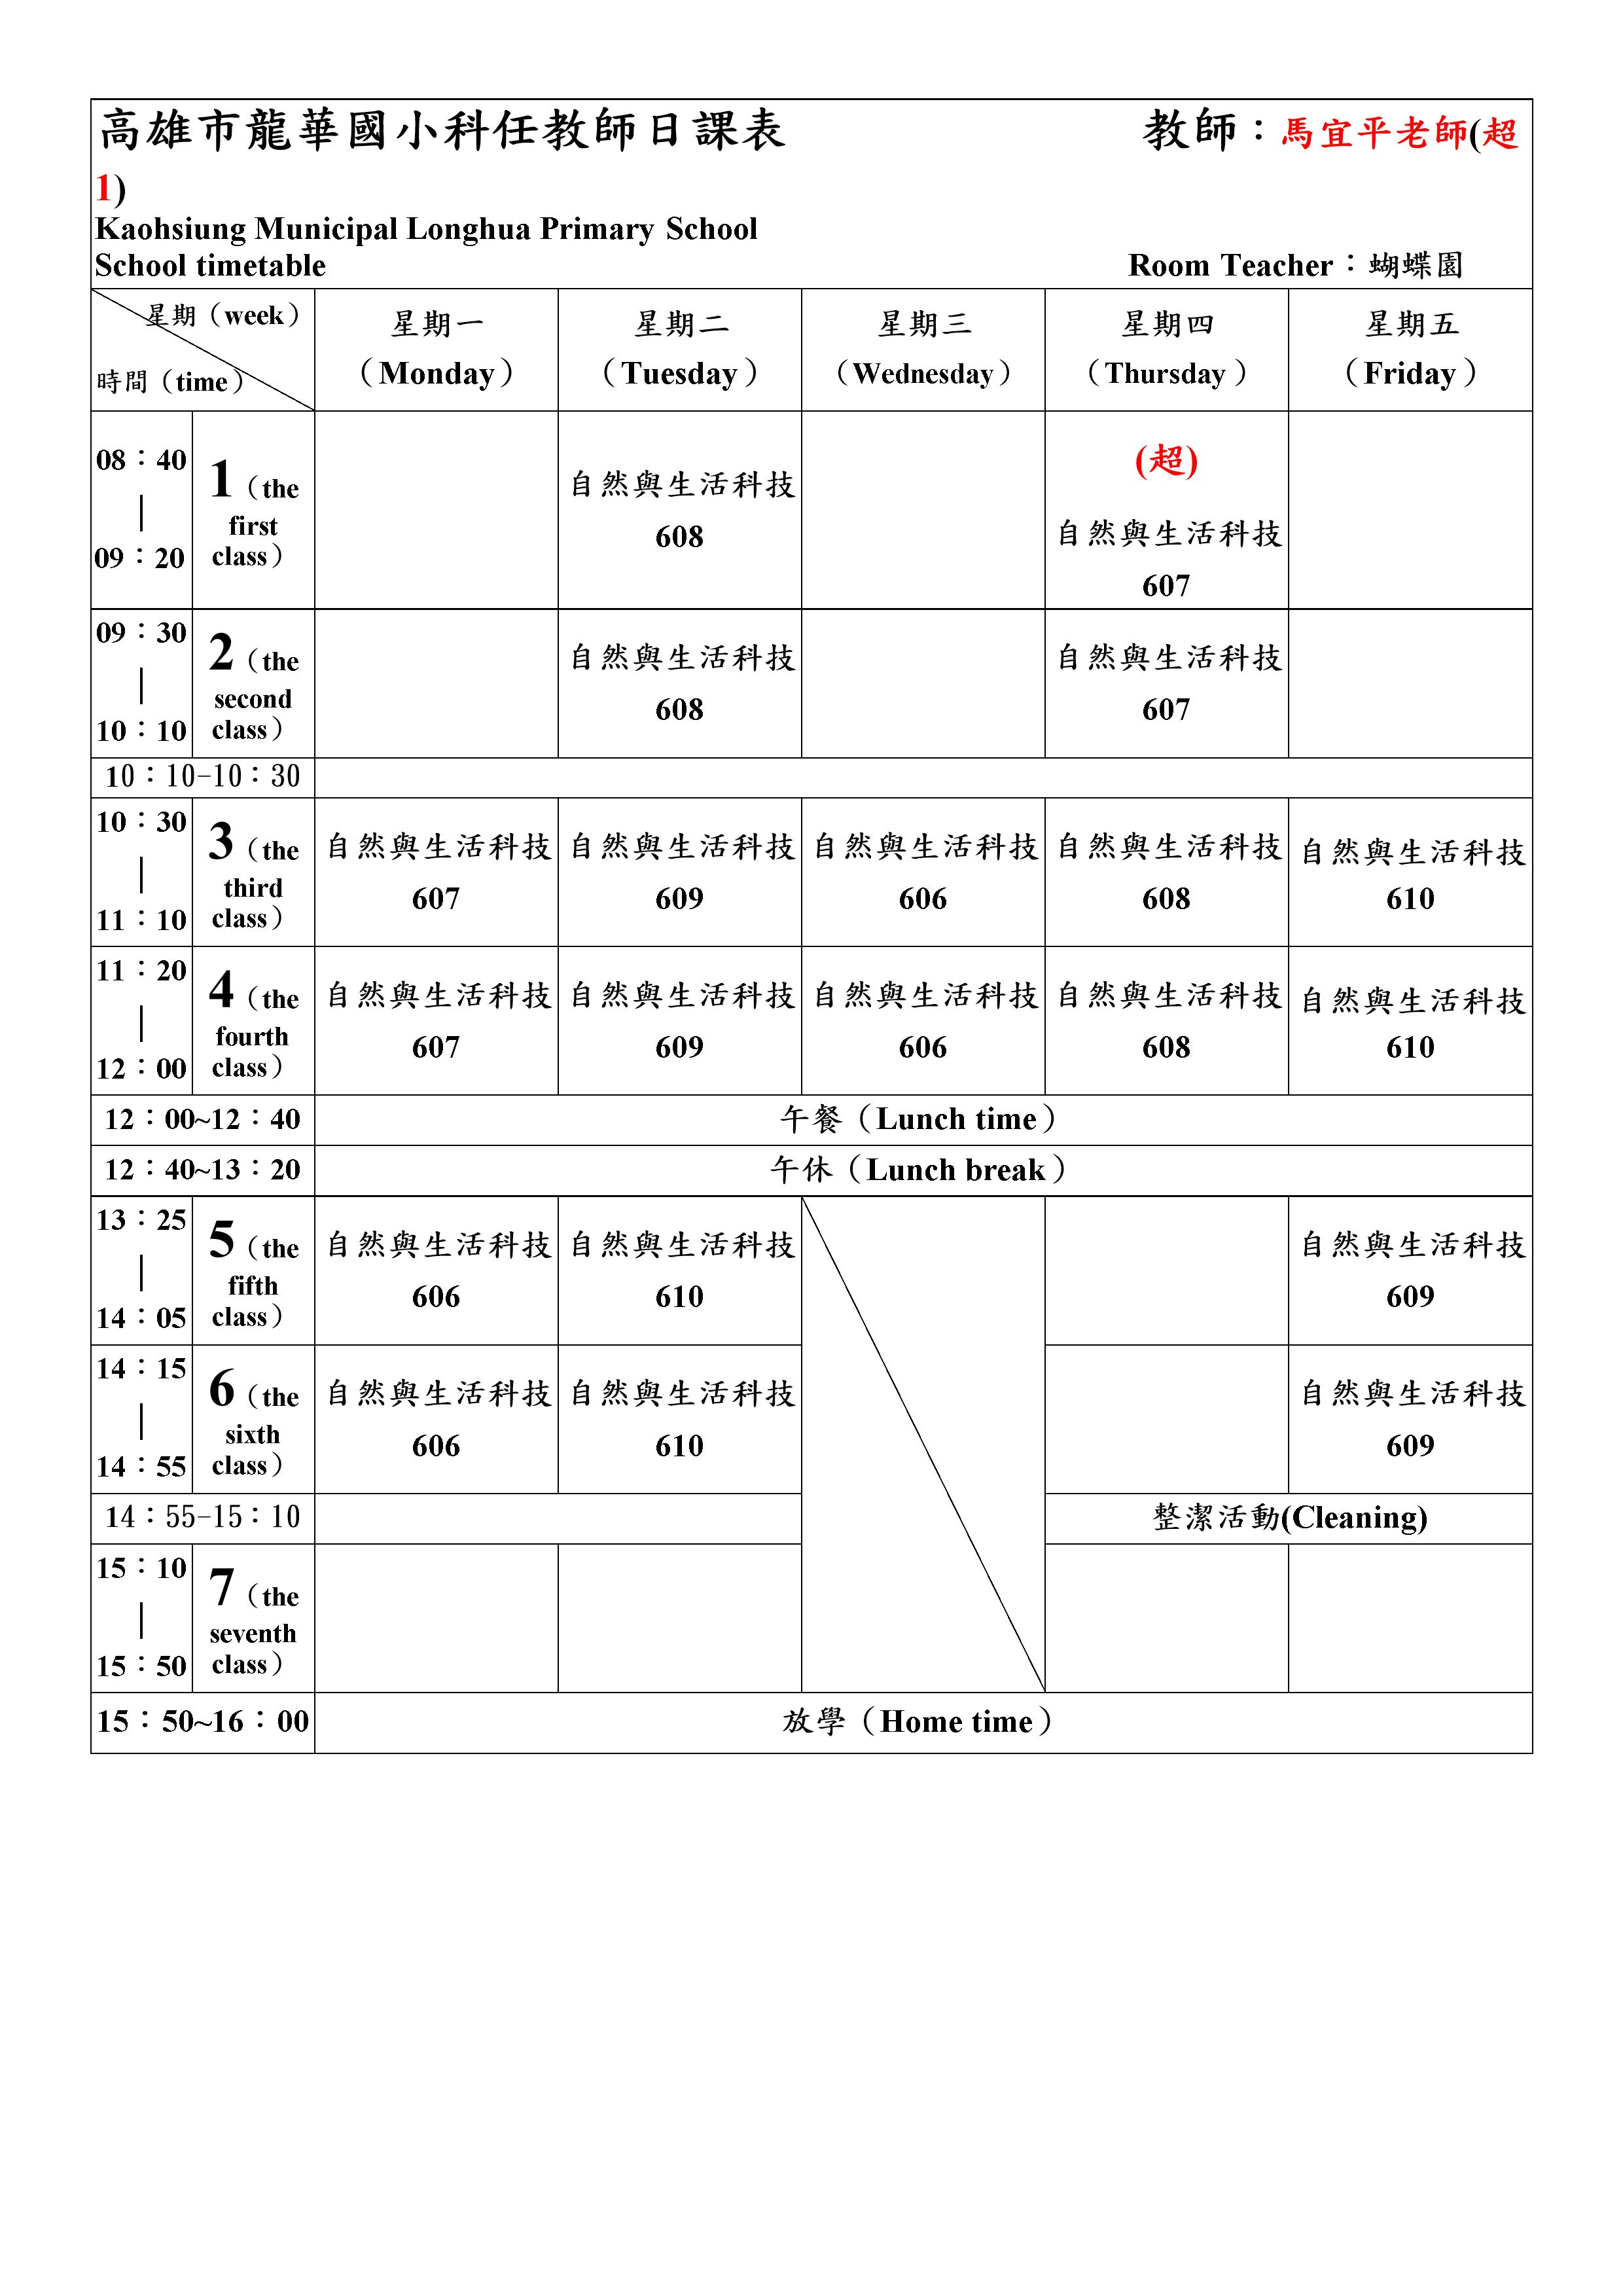 高雄市龍華國小科任教師日課表 教師：馬宜平老師(超
1)
Kaohsiung Municipal Longhua Primary School
School timetable Room Teacher：蝴蝶園
星期（week）
時間（time）
星期一
（Monday）
星期二
（Tuesday）
星期三
（Wednesday）
星期四
（Thursday）
星期五
（Friday）
08：40
｜
09：20
1（the
first
class）
自然與生活科技
608
(超)
自然與生活科技
607
09：30
｜
10：10
2（the
second
class）
自然與生活科技
608
自然與生活科技
607
10：10-10：30
10：30
｜
11：10
3（the
third
class）
自然與生活科技
607
自然與生活科技
609
自然與生活科技
606
自然與生活科技
608
自然與生活科技
610
11：20
｜
12：00
4（the
fourth
class）
自然與生活科技
607
自然與生活科技
609
自然與生活科技
606
自然與生活科技
608
自然與生活科技
610
12：00~12：40
午餐（Lunch time）
12：40~13：20
午休（Lunch break）
13：25
｜
14：05
5（the
fifth
class）
自然與生活科技
606
自然與生活科技
610
自然與生活科技
609
14：15
｜
14：55
6（the
sixth
class）
自然與生活科技
606
自然與生活科技
610
自然與生活科技
609
14：55-15：10
整潔活動(Cleaning)
15：10
｜
15：50
7（the
seventh
class）
15：50~16：00
放學（Home time）